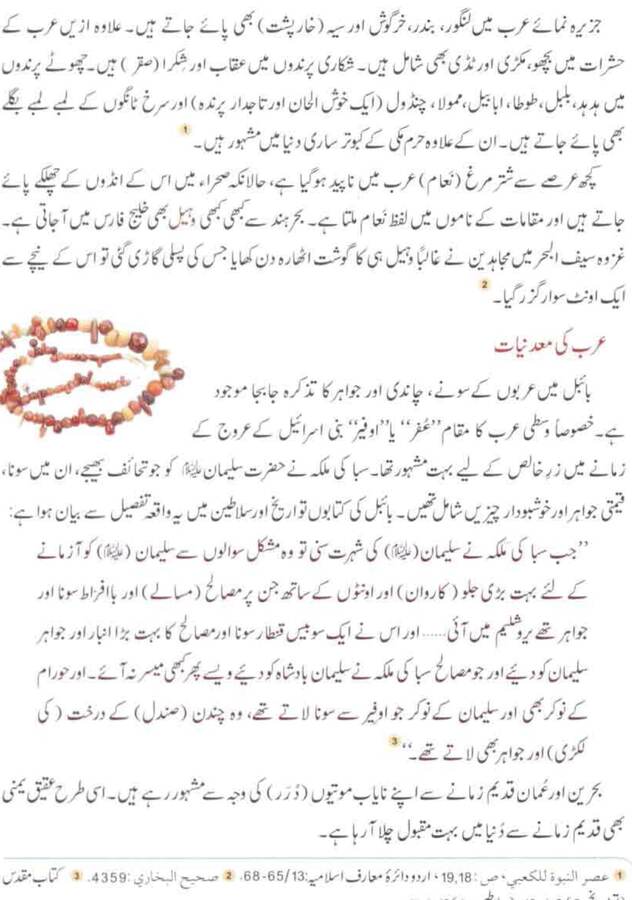 جزیرہ نمائے عرب میں لنگور، بندر، خرگوش اور سیہ (خارپشت) بھی پائے جاتے ہیں۔ علاوہ ازیں عرب کے
حشرات میں بچھو، مکڑی اور ٹڈی بھی شامل ہیں۔ شکاری پرندوں میں عقاب اور شکرا (صقر) ہیں۔ چھوٹے پرندوں
میں ہدہد، بلبل، طوطا، ابابیل، ممولا، چنڈول (ایک خوش الحان اور تاجدار پرندہ) اور سرخ ٹانگوں کے لمبے لمبے بگلے
بھی پائے جاتے ہیں۔ ان کے علاوہ حرم مکی کے کبوتر ساری دنیا میں مشہور ہیں۔ 1
کچھ عرصے سے شتر مرغ (نَعام) عرب میں ناپید ہوگیا ہے، حالانکہ صحراء میں اس کے انڈوں کے چھلکے پائے
جاتے ہیں اور مقامات کے ناموں میں لفظ نَعام ملتا ہے۔ بحر ہند سے کبھی کبھی وہیل بھی خلیج فارس میں آ جاتی ہے۔
غزوہ سیف البحر میں مجاہدین نے غالباً وہیل ہی کا گوشت اٹھارہ دن کھایا جس کی پسلی گاڑی گئی تو اس کے نیچے سے
ایک اونٹ سوار گزر گیا۔ 2
عرب کی معدنیات
بائبل میں عربوں کے سونے، چاندی اور جواہر کا تذکرہ جابجا موجود
ہے۔ خصوصاً وسطی عرب کا مقام ”عُفر“ یا ”اوفیر“ بنی اسرائیل کے عروج کے
زمانے میں زرِ خالص کے لیے بہت مشہور تھا۔ سبا کی ملکہ نے حضرت سلیمان علیہ السلام کو جو تحائف بھیجے، ان میں سونا،
قیمتی جواہر اور خوشبودار چیزیں شامل تھیں۔ بائبل کی کتابوں تواریخ اور سلاطین میں یہ واقعہ تفصیل سے بیان ہوا ہے:
”جب سبا کی مَلکہ نے سلیمان (علیہ السلام) کی شہرت سنی تو وہ مشکل سوالوں سے سلیمان (علیہ السلام) کو آزمانے
کے لئے بہت بڑی جلو (کاروان) اور اونٹوں کے ساتھ جن پر مصالح (مسالے) اور باافراط سونا اور
جواہر تھے یروشلیم میں آئی...... اور اس نے ایک سو بیس قنطار سونا اور مصالح کا بہت بڑا انبار اور جواہر
سلیمان کو دیئے اور جو مصالح سبا کی ملکہ نے سلیمان بادشاہ کو دیئے ویسے پھر کبھی میسر نہ آئے۔ اور حورام
کے نوکر بھی اور سلیمان کے نوکر جو اوفیر سے سونا لاتے تھے، وہ چندن (صندل) کے درخت (کی
لکڑی) اور جواہر بھی لاتے تھے۔“ 3
بحرین اور عُمان قدیم زمانے سے اپنے نایاب موتیوں (دُرَر) کی وجہ سے مشہور رہے ہیں۔ اسی طرح عقیق یمنی
بھی قدیم زمانے سے دُنیا میں بہت مقبول چلا آ رہا ہے۔
1 عصر النبوة للكعبي، ص: 19,18، اردو دائرۂ معارف اسلامیہ: 13/65-68. 2 صحيح البخاري: 4359. 3 کتاب مقدس